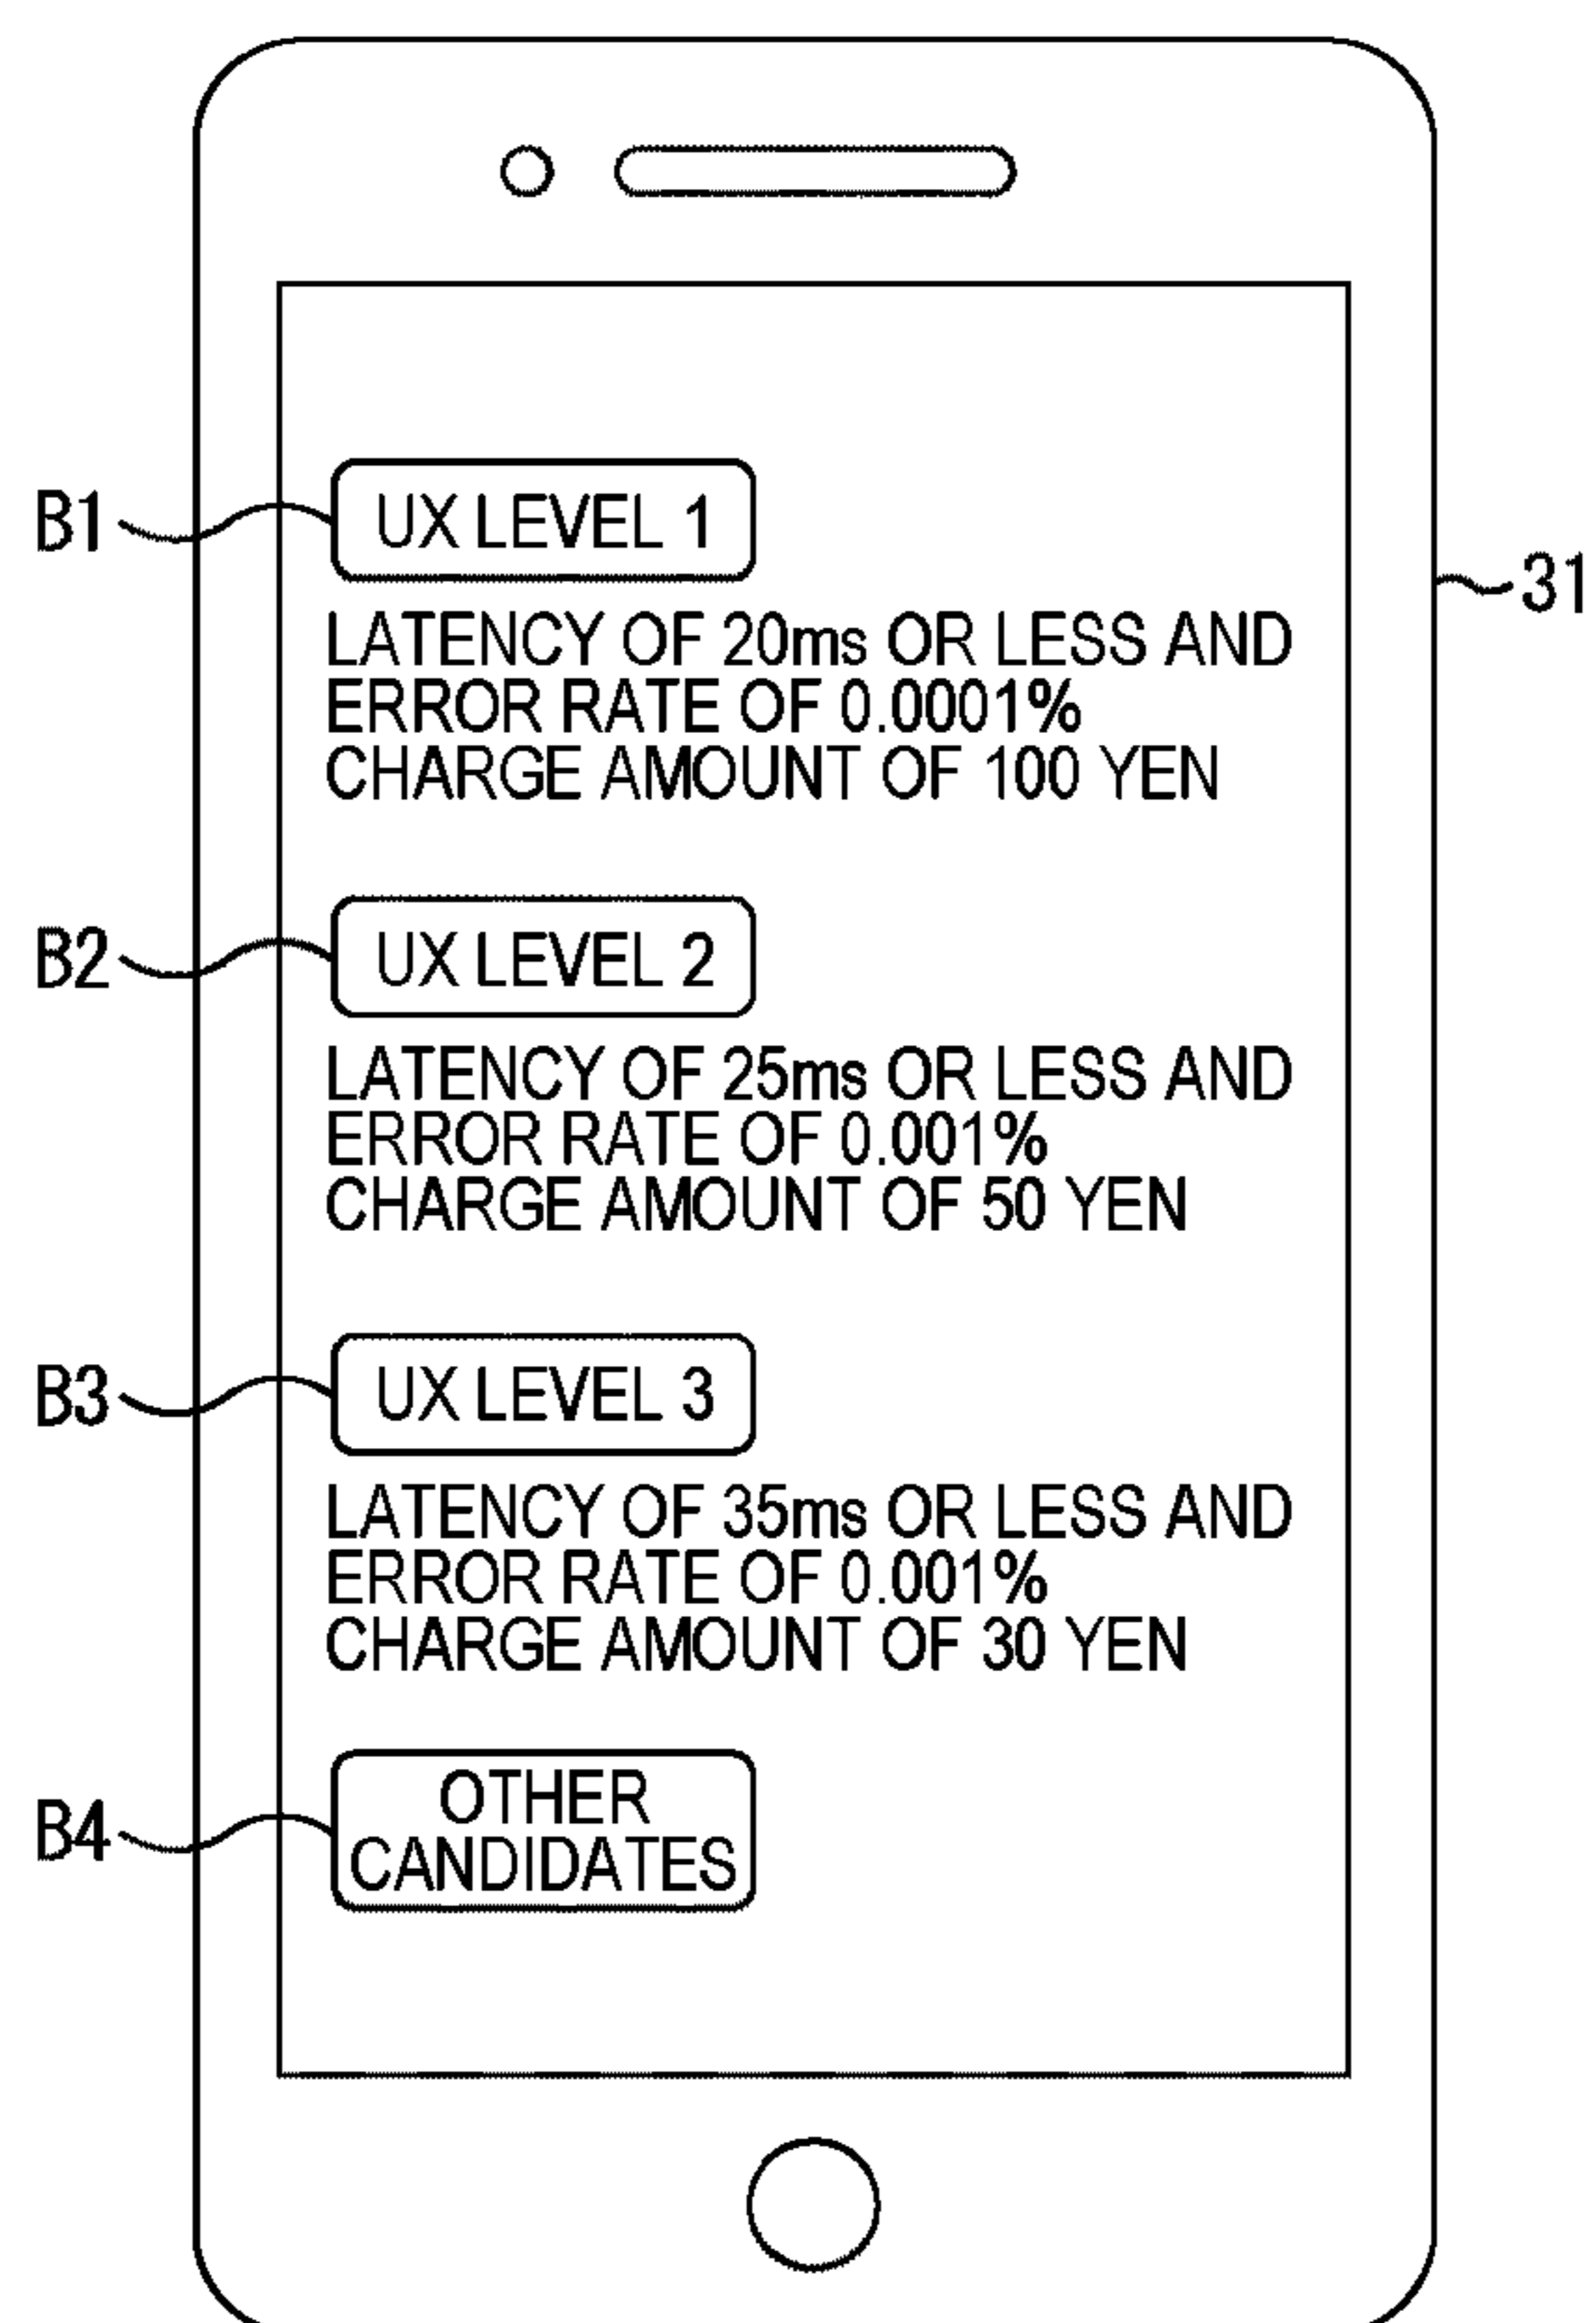 B1
UX LEVEL 1
31
LATENCY OF 20ms OR LESS AND
ERROR RATE OF 0.0001%
CHARGE AMOUNT OF 100 YEN
B2
UX LEVEL 2
LATENCY OF 25ms OR LESS AND
ERROR RATE OF 0.001%
CHARGE AMOUNT OF 50 YEN
B3
UX LEVEL 3
LATENCY OF 35ms OR LESS AND
ERROR RATE OF 0.001%
CHARGE AMOUNT OF 30 YEN
B4
OTHER
CANDIDATES